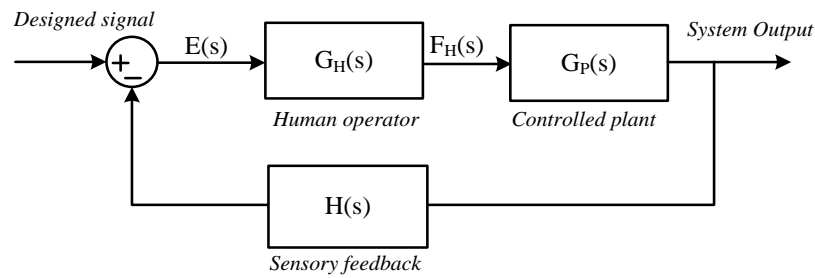 Designed signal
System Output
E(s)
F_H(s)
G_H(s)
G_P(s)
+
−
Human operator
Controlled plant
H(s)
Sensory feedback